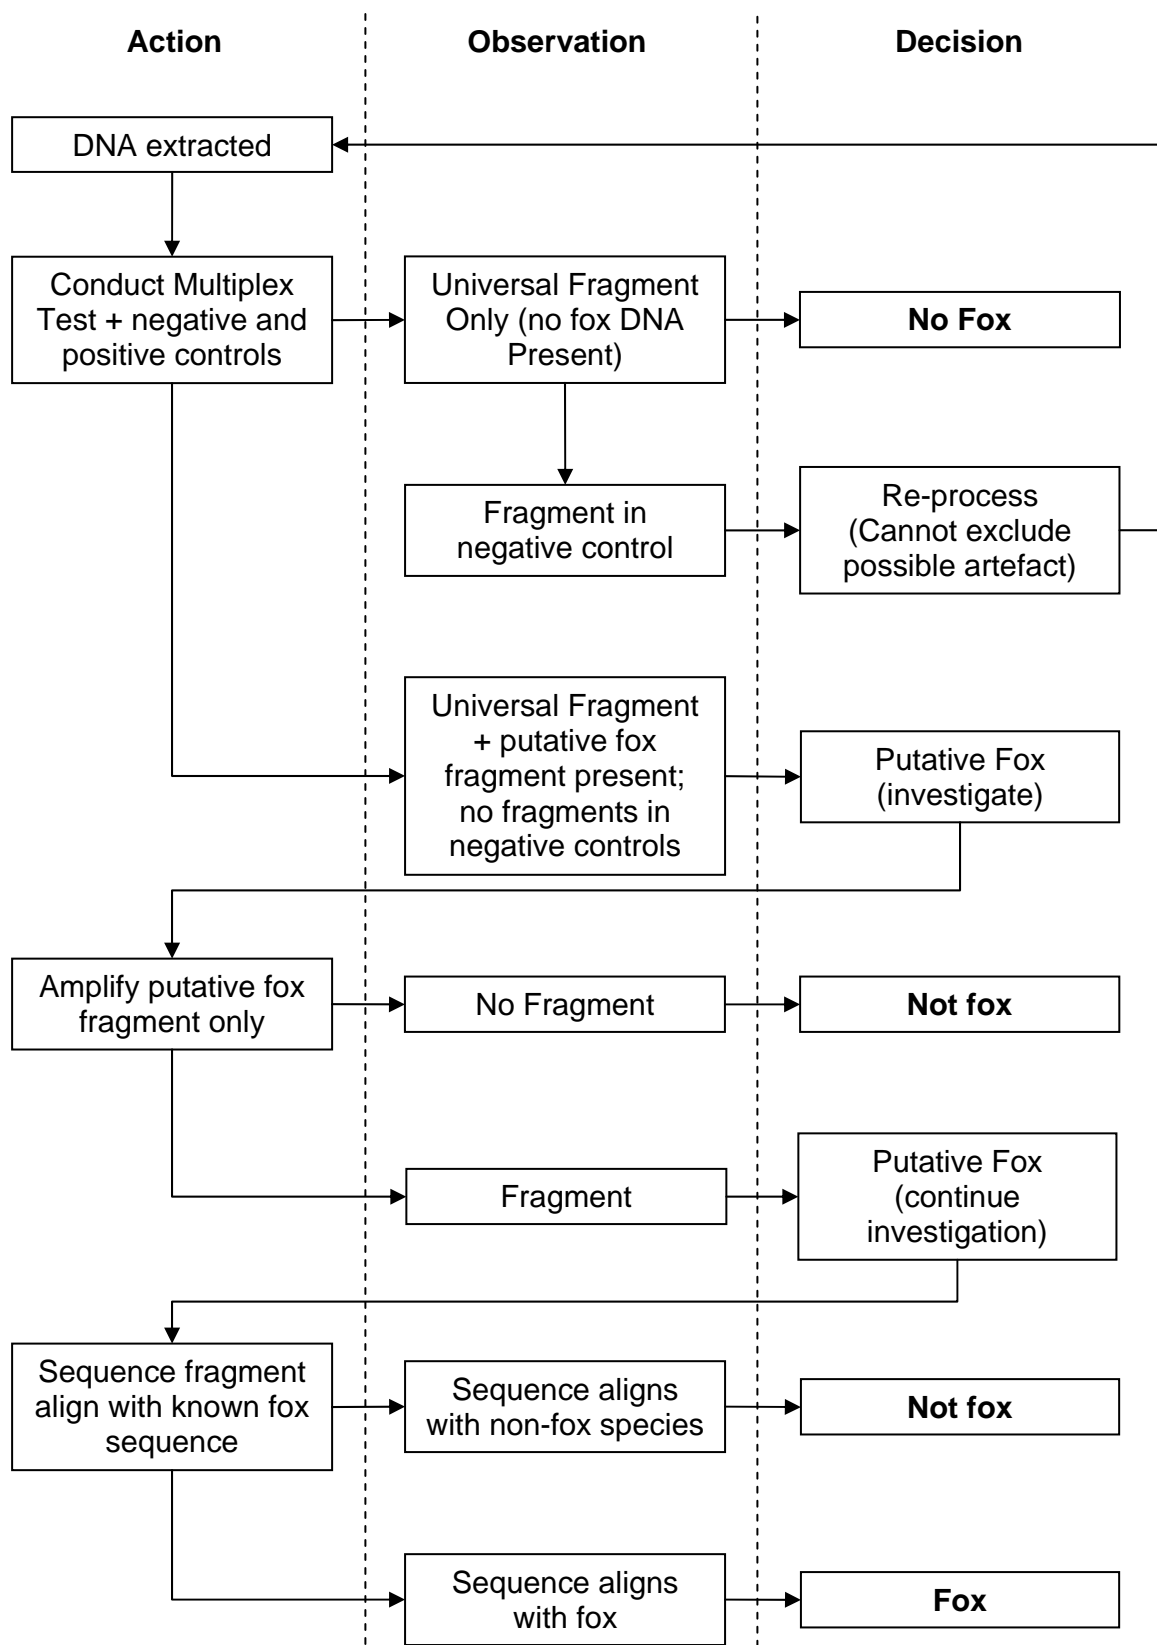 Action
Observation
Decision
DNA extracted
Conduct Multiplex
Test + negative and
positive controls
Universal Fragment
Only (no fox DNA
Present)
No Fox
Fragment in
negative control
Re-process
(Cannot exclude
possible artefact)
Universal Fragment
+ putative fox
fragment present;
no fragments in
negative controls
Putative Fox
(investigate)
Amplify putative fox
fragment only
No Fragment
Not fox
Fragment
Putative Fox
(continue
investigation)
Sequence fragment
align with known fox
sequence
Sequence aligns
with non-fox species
Not fox
Sequence aligns
with fox
Fox